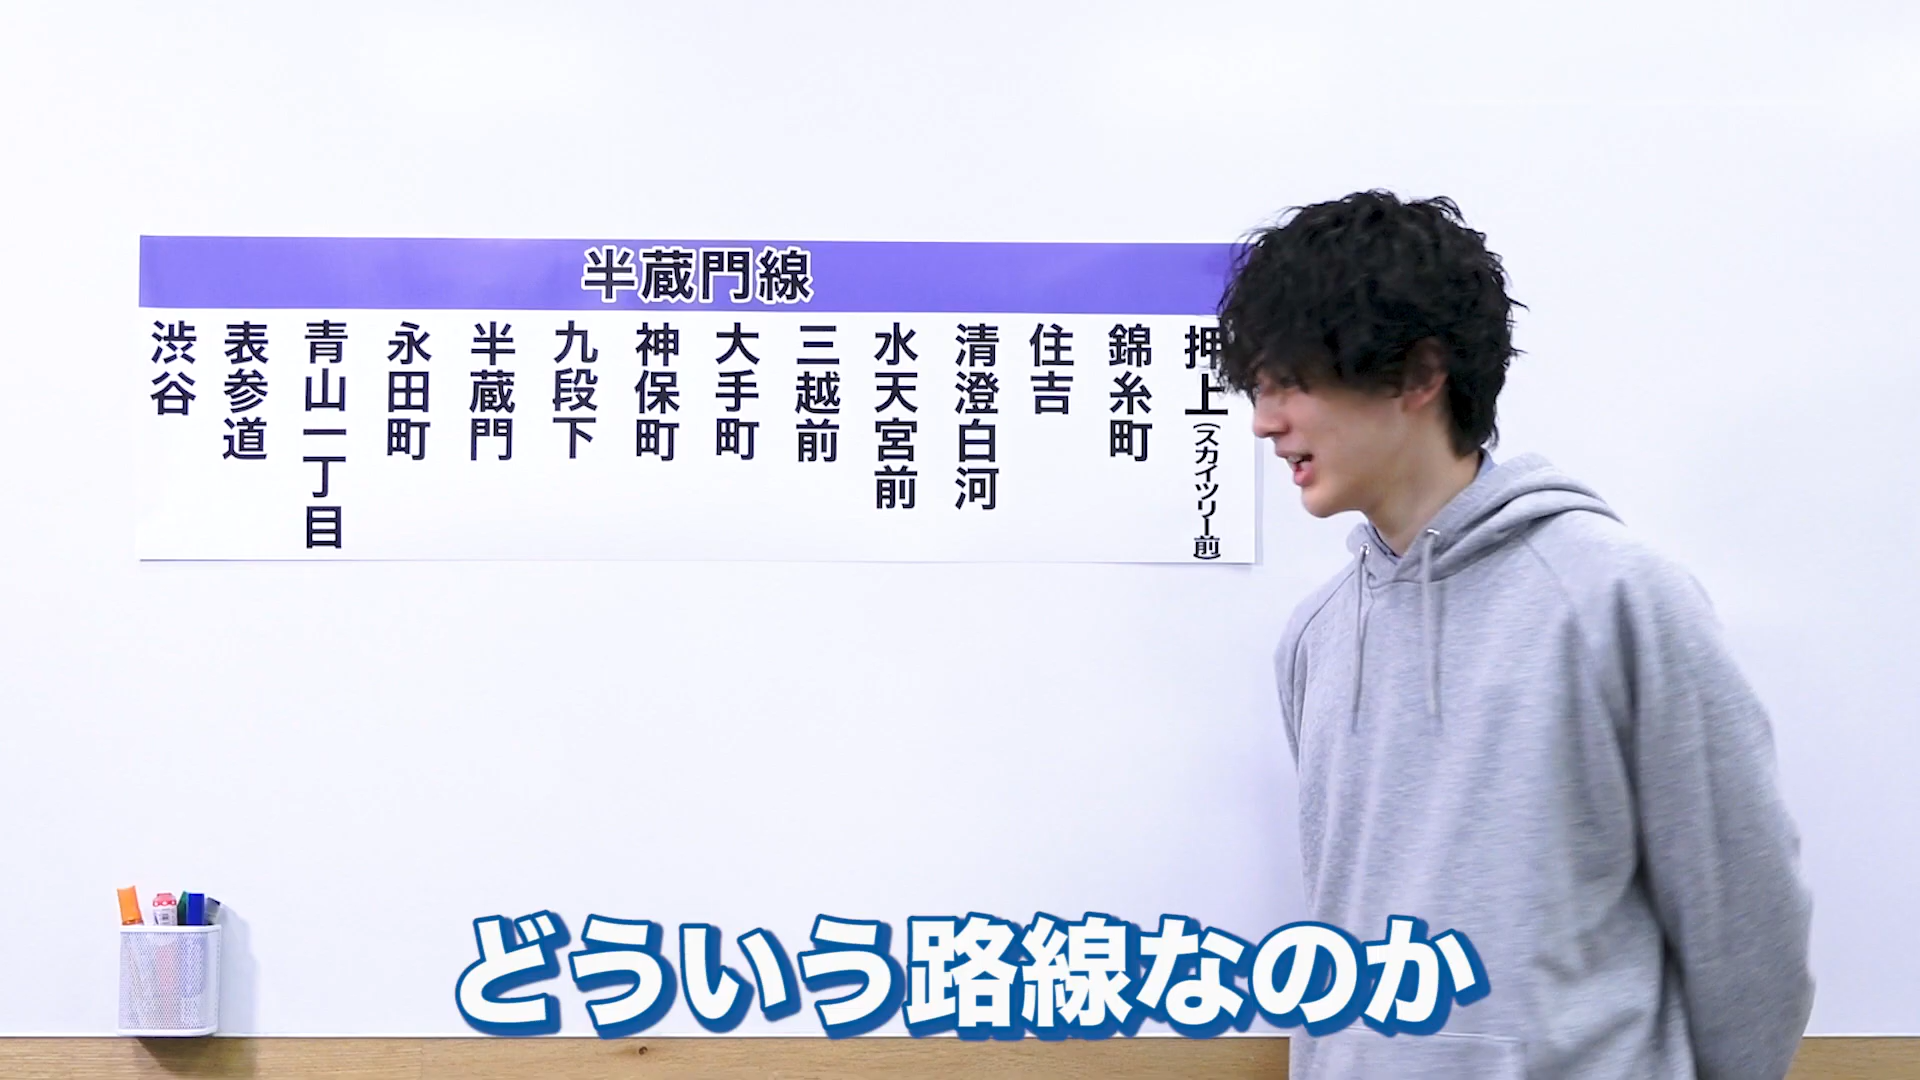 半蔵門線
渋谷
表参道
青山一丁目
永田町
半蔵門
九段下
神保町
大手町
三越前
水天宮前
清澄白河
住吉
錦糸町
押上(スカイツリー前)
どういう路線なのか